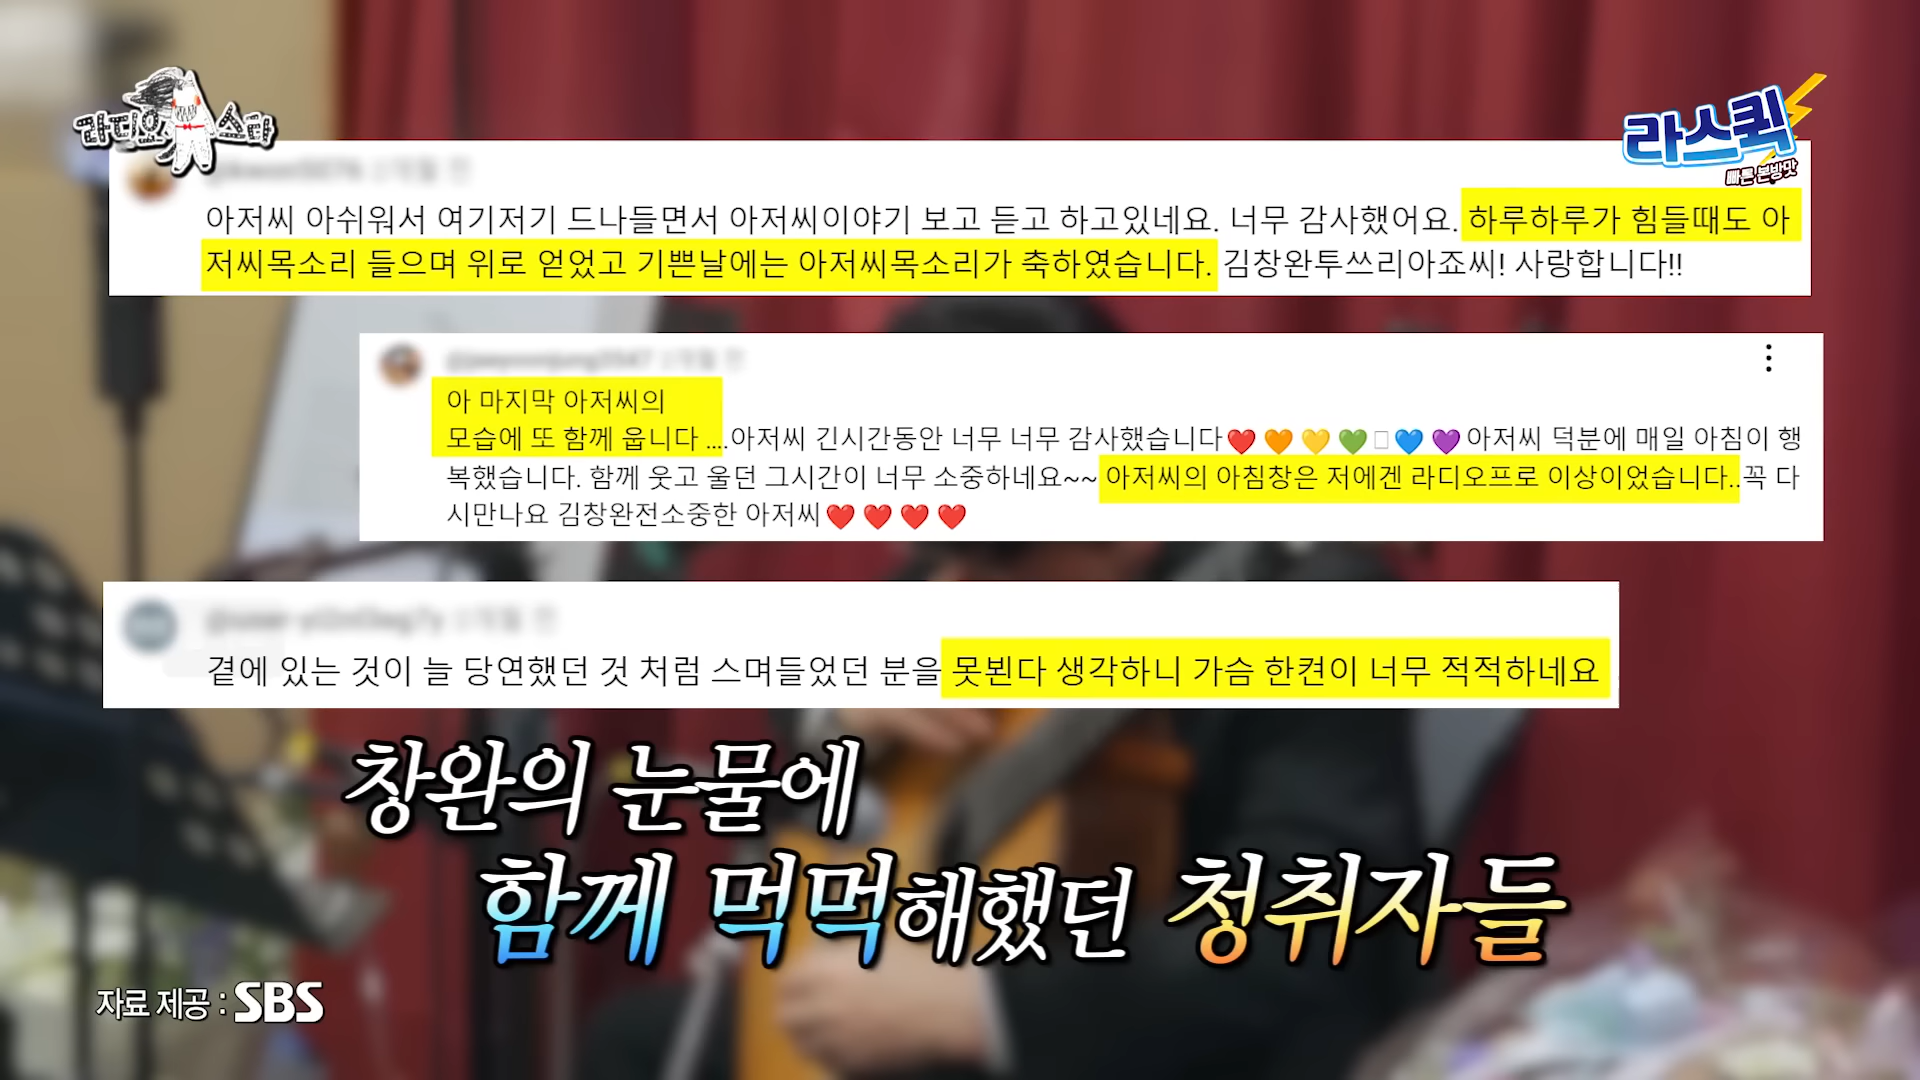 라디오스타
라스퀵
빠른 본방맛
아저씨 아쉬워서 여기저기 드나들면서 아저씨이야기 보고 듣고 하고있네요. 너무 감사했어요. 하루하루가 힘들때도 아
저씨목소리 들으며 위로 얻었고 기쁜날에는 아저씨목소리가 축하였습니다. 김창완투쓰리아죠씨! 사랑합니다!!
아 마지막 아저씨의
모습에 또 함께 웁니다 ....아저씨 긴시간동안 너무 너무 감사했습니다❤️🧡💛💚□💙💜아저씨 덕분에 매일 아침이 행
복했습니다. 함께 웃고 울던 그시간이 너무 소중하네요~~아저씨의 아침창은 저에겐 라디오프로 이상이었습니다..꼭 다
시만나요 김창완전소중한 아저씨❤️❤️❤️❤️
곁에 있는 것이 늘 당연했던 것 처럼 스며들었던 분을 못뵌다 생각하니 가슴 한켠이 너무 적적하네요
창완의 눈물에
함께 먹먹해했던 청취자들
자료 제공 : SBS